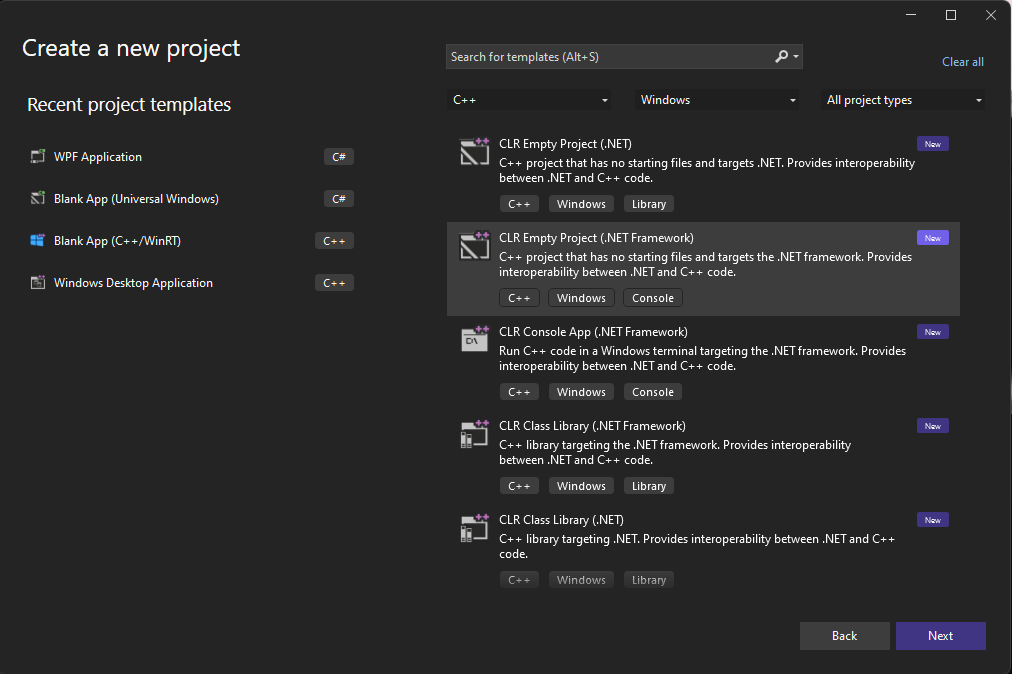 Create a new project
Search for templates (Alt+S)
Clear all
Recent project templates
C++
Windows
All project types
WPF Application
C#
Blank App (Universal Windows)
C#
Blank App (C++/WinRT)
C++
Windows Desktop Application
C++
CLR Empty Project (.NET)
New
C++ project that has no starting files and targets .NET. Provides interoperability
between .NET and C++ code.
C++
Windows
Library
CLR Empty Project (.NET Framework)
New
C++ project that has no starting files and targets the .NET framework. Provides
interoperability between .NET and C++ code.
C++
Windows
Console
D:\
CLR Console App (.NET Framework)
New
Run C++ code in a Windows terminal targeting the .NET framework. Provides
interoperability between .NET and C++ code.
C++
Windows
Console
CLR Class Library (.NET Framework)
New
C++ library targeting the .NET framework. Provides interoperability
between .NET and C++ code.
C++
Windows
Library
CLR Class Library (.NET)
New
C++ library targeting .NET. Provides interoperability between .NET and C++
code.
C++
Windows
Library
Back
Next